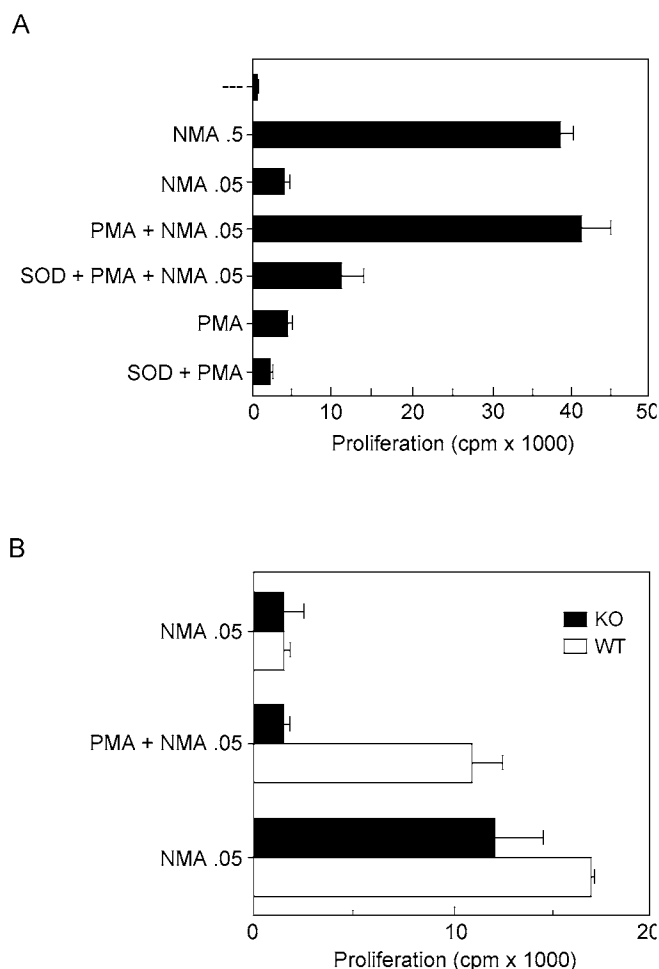 A
---
NMA .5
NMA .05
PMA + NMA .05
SOD + PMA + NMA .05
PMA
SOD + PMA
0 10 20 30 40 50
Proliferation (cpm x 1000)
B
KO
WT
NMA .05
PMA + NMA .05
NMA .05
0 10 20
Proliferation (cpm x 1000)